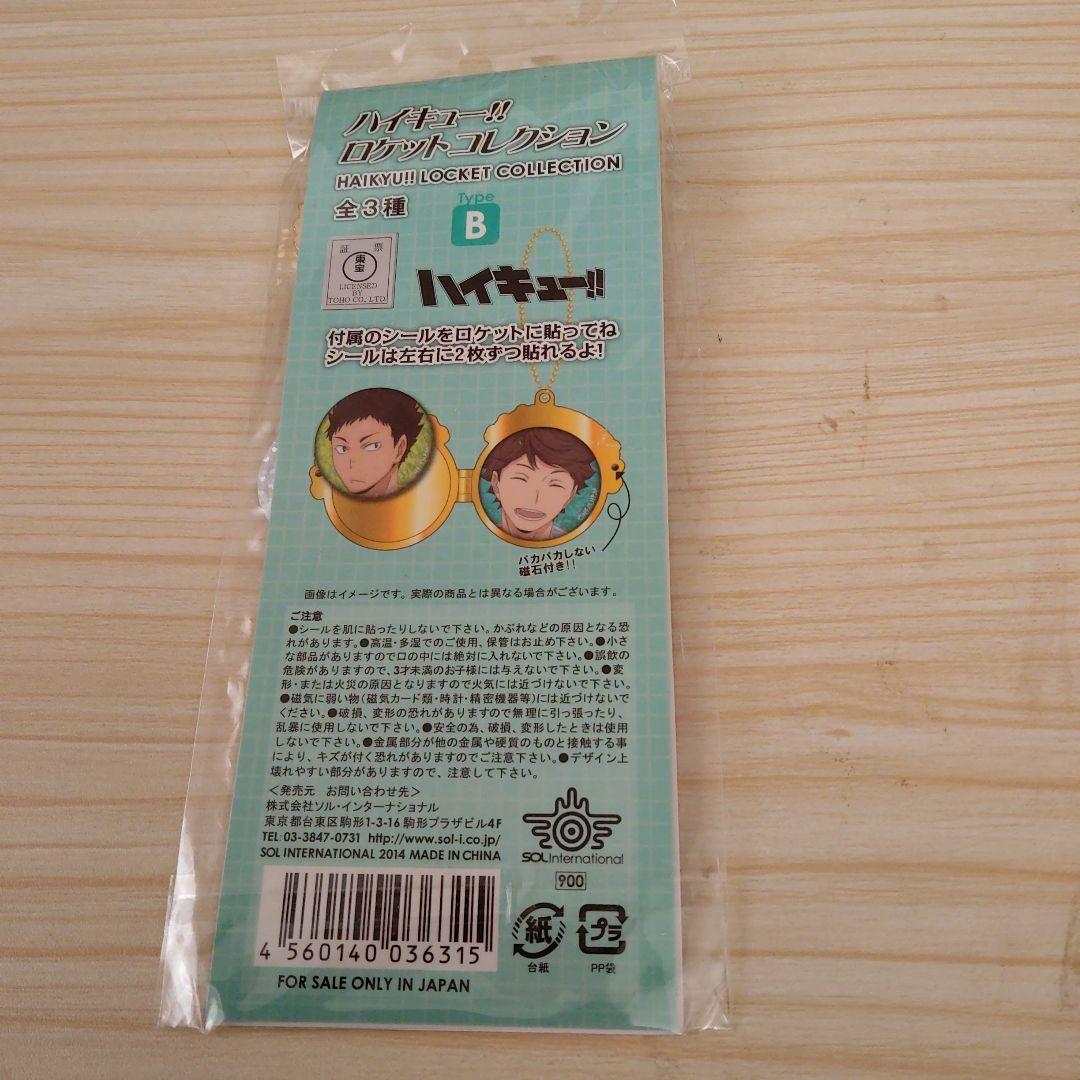 ハイキュー!!
ロケットコレクション
HAIKYU!! LOCKET COLLECTION
全3種
Type
B
証 票
東宝
LICENSED
BY
TOHO CO., LTD.
ハイキュー!!
付属のシールをロケットに貼ってね
シールは左右に2枚ずつ貼れるよ!
パカパカしない
磁石付き!!
画像はイメージです。実際の商品とは異なる場合がございます。
ご注意
●シールを肌に貼ったりしないで下さい。かぶれなどの原因となる恐
れがあります。●高温・多湿でのご使用、保管はお止め下さい。●小さ
な部品がありますので口の中には絶対に入れないで下さい。●誤飲の
危険がありますので、3才未満のお子様には与えないで下さい。●変
形・または火災の原因となりますので火気には近づけないで下さい。
●磁気に弱い物(磁気カード類・時計・精密機器等)には近づけないで
ください。●破損、変形の恐れがありますので無理に引っ張ったり、
乱暴に使用しないで下さい。●安全の為、破損、変形したときは使用
しないで下さい。●金属部分が他の金属や硬質のものと接触する事
により、キズが付く恐れがありますのでご注意下さい。●デザイン上
壊れやすい部分がありますので、注意して下さい。
<発売元 お問い合わせ先>
株式会社ソル・インターナショナル
東京都台東区駒形1-3-16 駒形プラザビル4F
TEL: 03-3847-0731 http://www.sol-i.co.jp/
SOL INTERNATIONAL 2014 MADE IN CHINA
SOL International
900
4 560140 036315
紙
台紙
プラ
PP袋
FOR SALE ONLY IN JAPAN